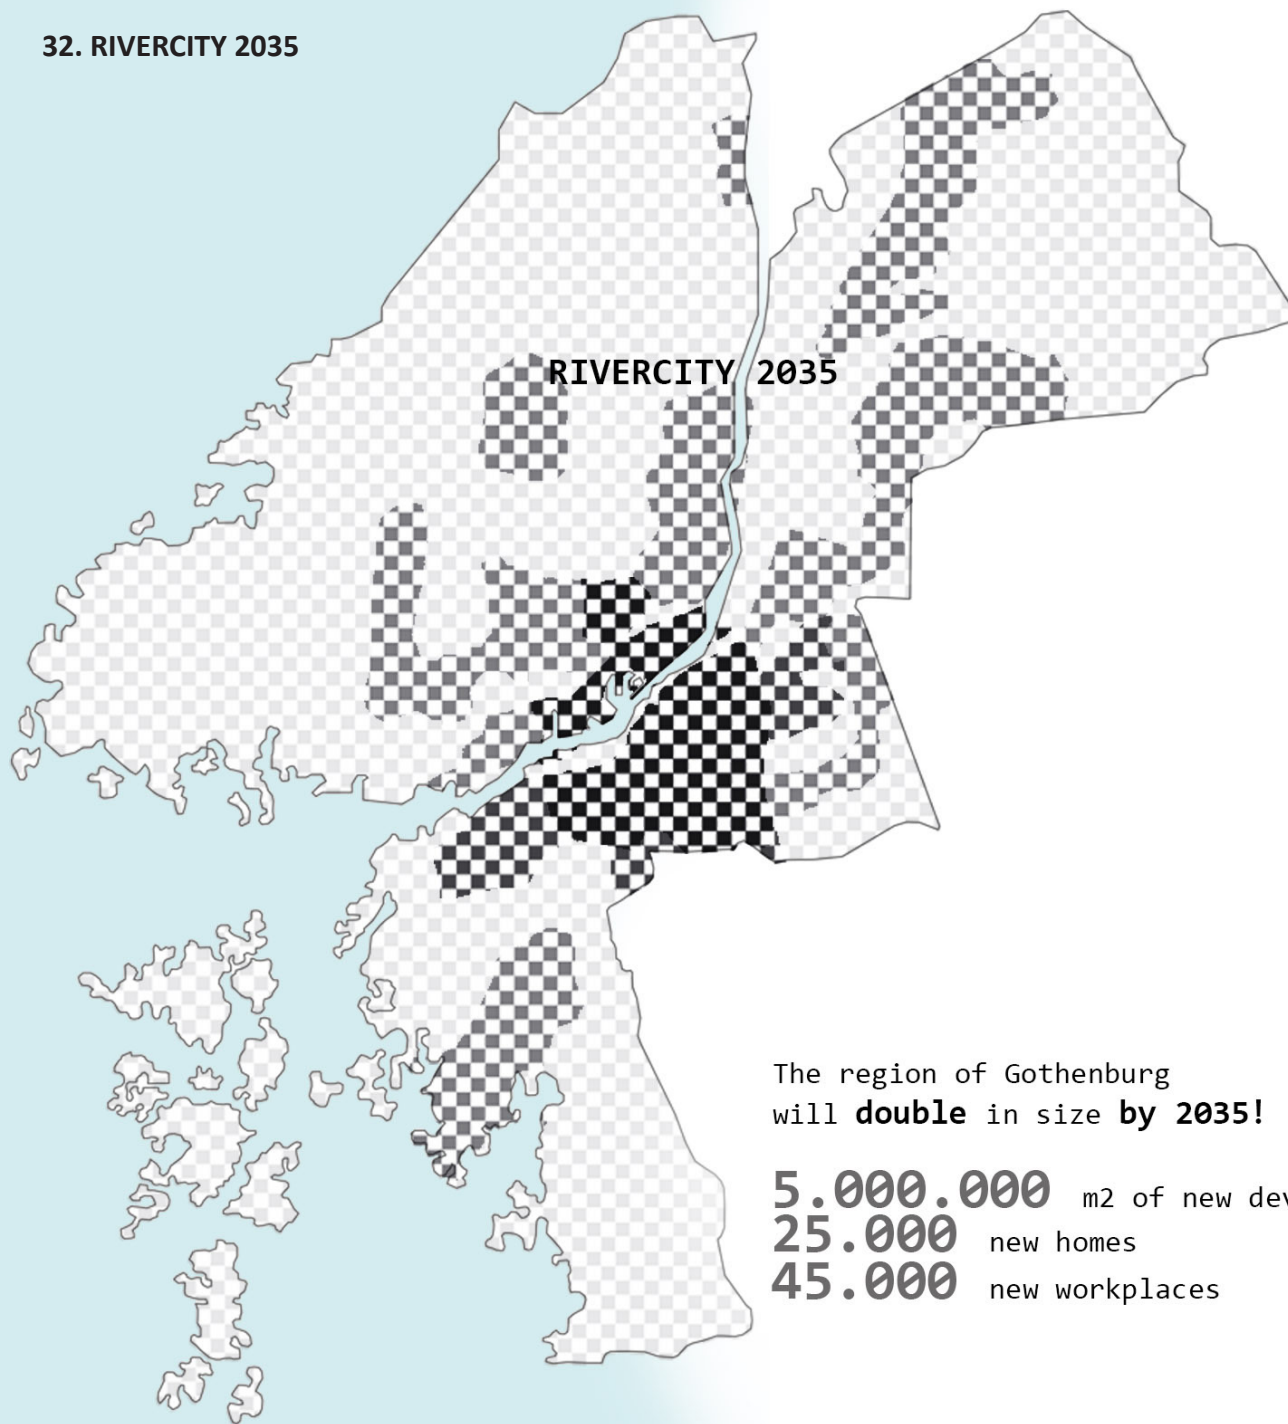 32. RIVERCITY 2035
RIVERCITY 2035
The region of Gothenburg
will double in size by 2035!
5.000.000 m2 of new
25.000 new homes
45.000 new workplaces